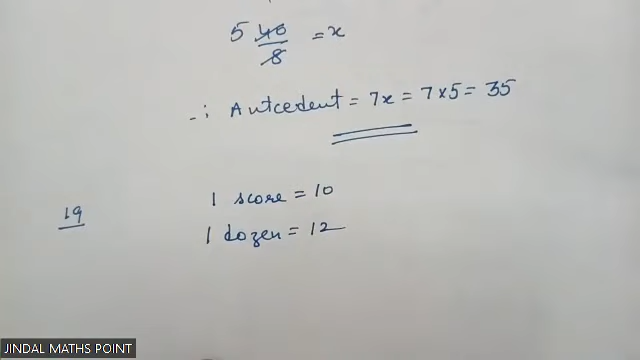 5 40/8 = x
∴ Antcedent = 7x = 7×5 = 35
19
1 score = 10
1 dozen = 12
JINDAL MATHS POINT